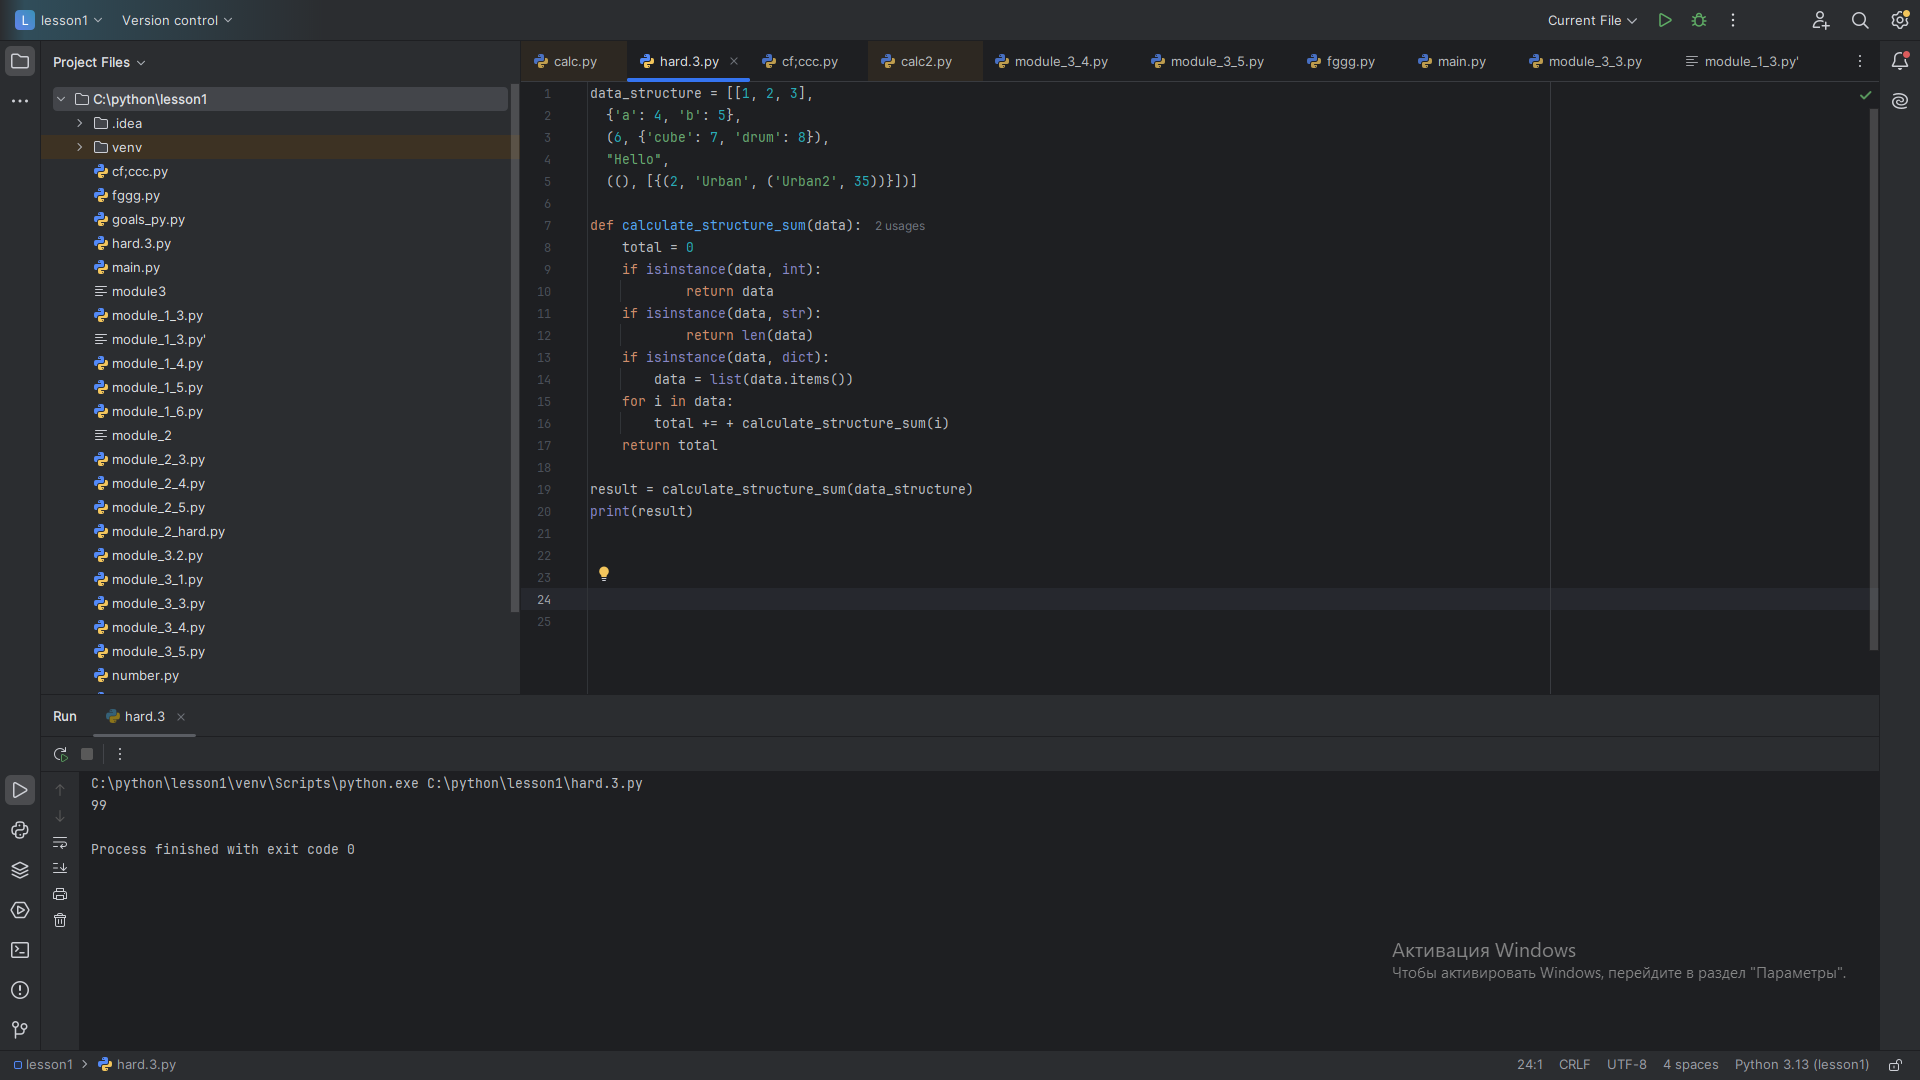 L lesson1 Version control Current File
Project Files
calc.py hard.3.py cf;ccc.py calc2.py module_3_4.py module_3_5.py fggg.py main.py module_3_3.py module_1_3.py'
C:\python\lesson1
.idea
venv
cf;ccc.py
fggg.py
goals_py.py
hard.3.py
main.py
module3
module_1_3.py
module_1_3.py'
module_1_4.py
module_1_5.py
module_1_6.py
module_2
module_2_3.py
module_2_4.py
module_2_5.py
module_2_hard.py
module_3.2.py
module_3_1.py
module_3_3.py
module_3_4.py
module_3_5.py
number.py
1 data_structure = [[1, 2, 3],
2 {'a': 4, 'b': 5},
3 (6, {'cube': 7, 'drum': 8}),
4 "Hello",
5 ((), [{(2, 'Urban', ('Urban2', 35))}])]
6
7 def calculate_structure_sum(data): 2 usages
8 total = 0
9 if isinstance(data, int):
10 return data
11 if isinstance(data, str):
12 return len(data)
13 if isinstance(data, dict):
14 data = list(data.items())
15 for i in data:
16 total += + calculate_structure_sum(i)
17 return total
18
19 result = calculate_structure_sum(data_structure)
20 print(result)
21
22
23
24
25
Run hard.3
C:\python\lesson1\venv\Scripts\python.exe C:\python\lesson1\hard.3.py
99
Process finished with exit code 0
Активация Windows
Чтобы активировать Windows, перейдите в раздел "Параметры".
lesson1 > hard.3.py 24:1 CRLF UTF-8 4 spaces Python 3.13 (lesson1)